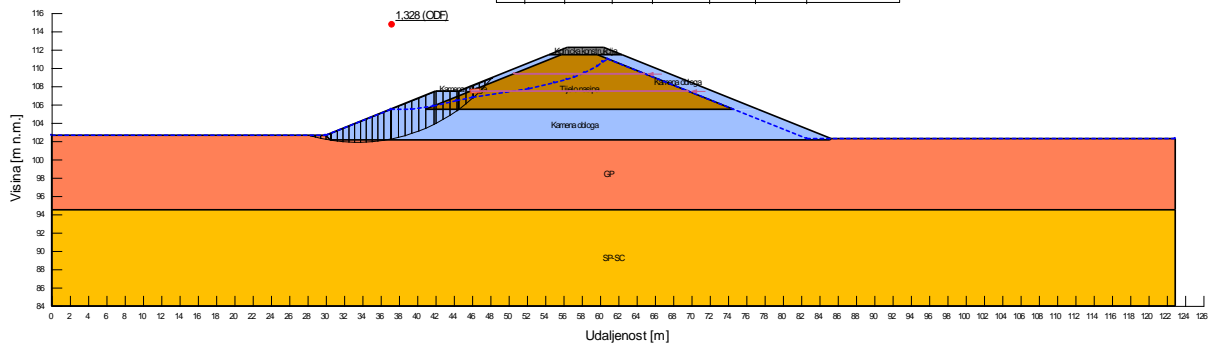 1,328 (ODF)
Visina [m n.m.]
116
114
112
110
108
106
104
102
100
98
96
94
92
90
88
86
84
Kamena obloga
Tijelo nasipa
Kamena obloga
GP
SP-SC
0 2 4 6 8 10 12 14 16 18 20 22 24 26 28 30 32 34 36 38 40 42 44 46 48 50 52 54 56 58 60 62 64 66 68 70 72 74 76 78 80 82 84 86 88 90 92 94 96 98 100 102 104 106 108 110 112 114 116 118 120 122 124 126
Udaljenost [m]